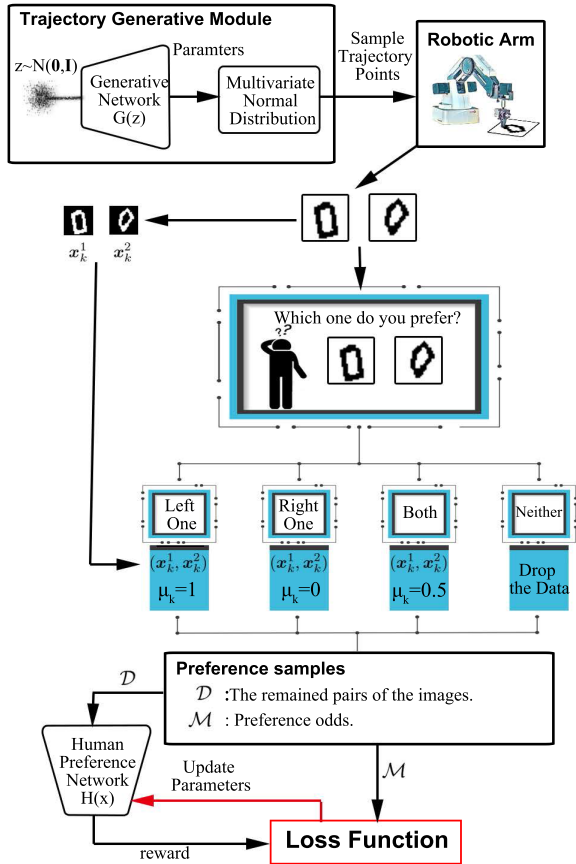 Trajectory Generative Module
z~N(0,I)
Paramters
Generative
Network
G(z)
Multivariate
Normal
Distribution
Sample
Trajectory
Points
Robotic Arm
x_k^1
x_k^2
Which one do you prefer?
??
Left
One
Right
One
Both
Neither
(x_k^1, x_k^2)
μ_k=1
(x_k^1, x_k^2)
μ_k=0
(x_k^1, x_k^2)
μ_k=0.5
Drop
the Data
Preference samples
𝒟 :The remained pairs of the images.
ℳ : Preference odds.
𝒟
Human
Preference
Network
H(x)
Update
Parameters
ℳ
Loss Function
reward